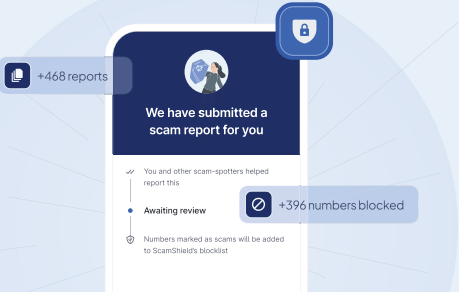 +468 reports
We have submitted a
scam report for you
You and other scam-spotters helped
report this
Awaiting review
+396 numbers blocked
Numbers marked as scams will be added
to ScamShield's blocklist